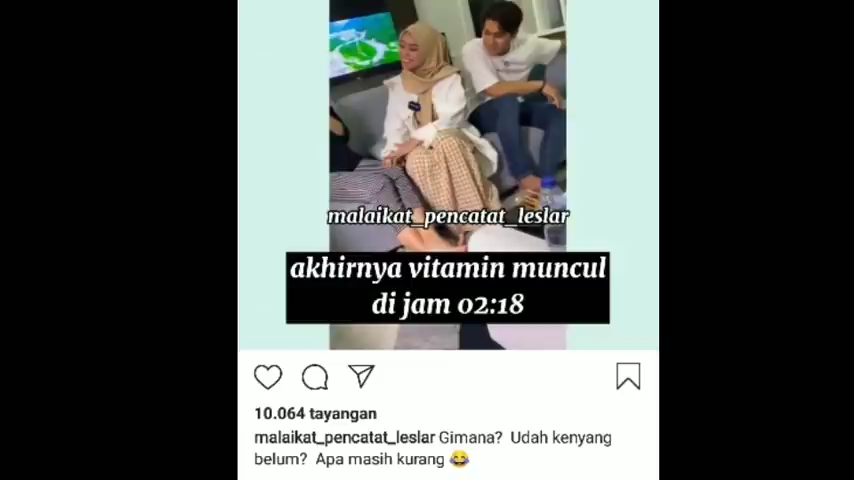 malaikat_pencatat_leslar
akhirnya vitamin muncul
di jam 02:18
10.064 tayangan
malaikat_pencatat_leslar Gimana? Udah kenyang
belum? Apa masih kurang 😂